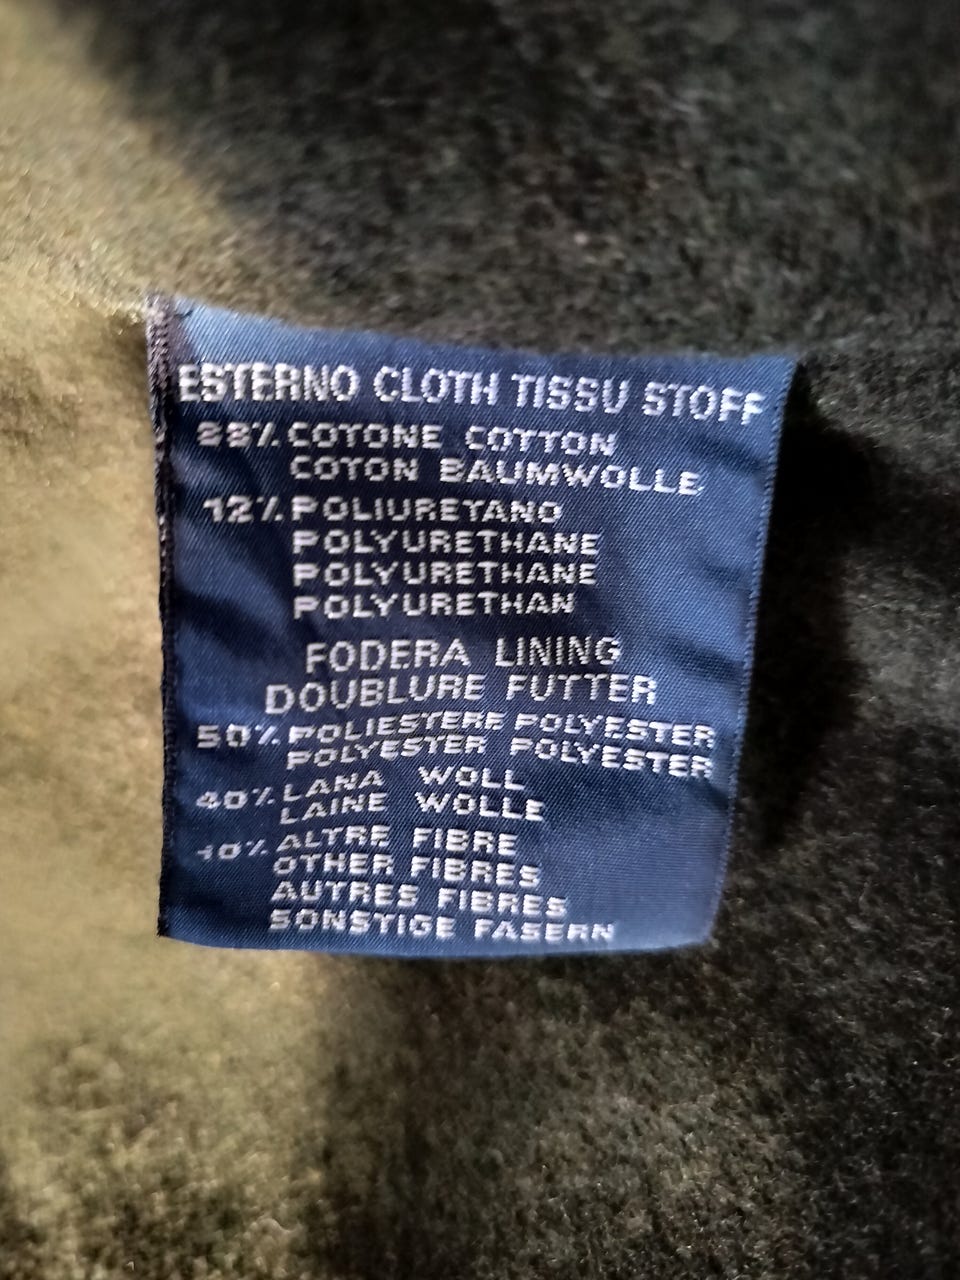 ESTERNO CLOTH TISSU STOFF
88% COTONE COTTON
COTON BAUMWOLLE
12% POLIURETANO
POLYURETHANE
POLYURETHANE
POLYURETHAN
FODERA LINING
DOUBLURE FUTTER
50% POLIESTERE POLYESTER
POLYESTER POLYESTER
40% LANA WOLL
LAINE WOLLE
10% ALTRE FIBRE
OTHER FIBRES
AUTRES FIBRES
SONSTIGE FASERN